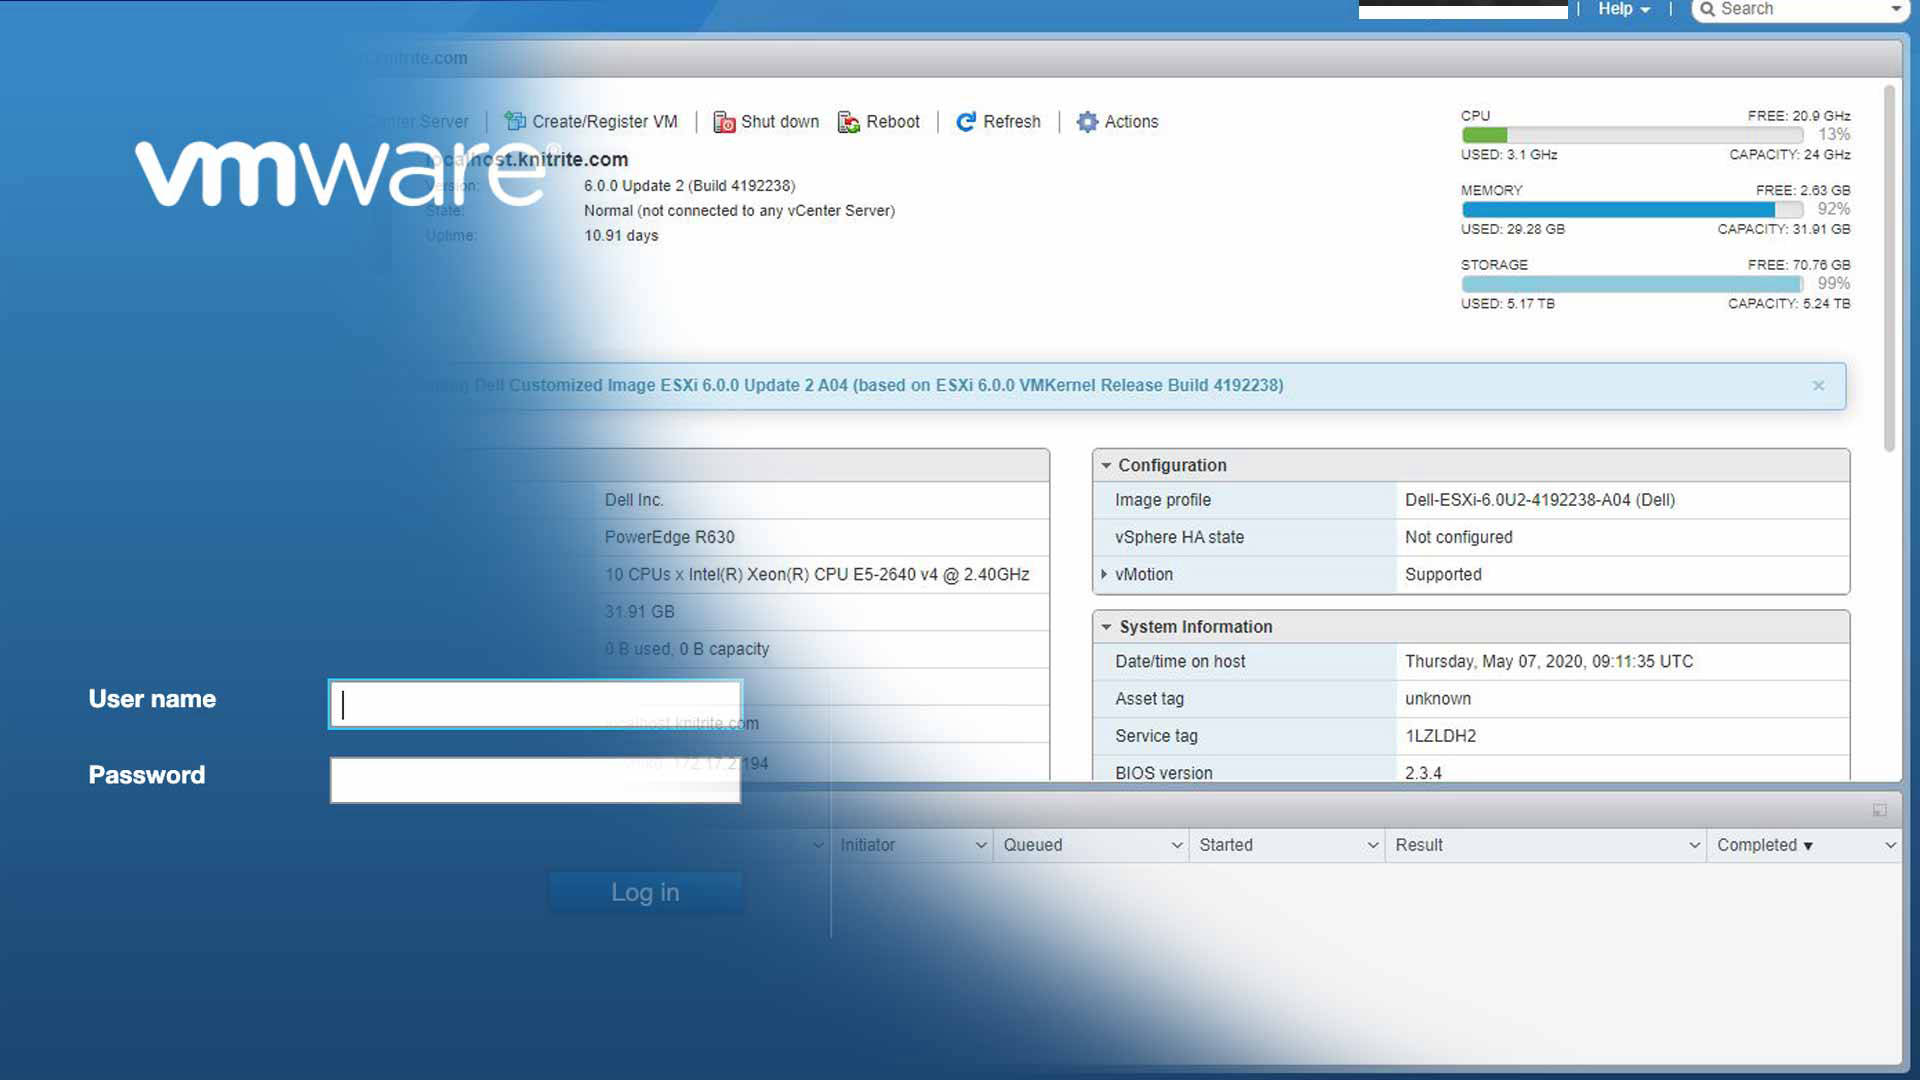 Help
Search
knitrite.com
Center Server
Create/Register VM
Shut down
Reboot
Refresh
Actions
vmware®
localhost.knitrite.com
Version:
6.0.0 Update 2 (Build 4192238)
State:
Normal (not connected to any vCenter Server)
Uptime:
10.91 days
CPU
FREE: 20.9 GHz
13%
USED: 3.1 GHz
CAPACITY: 24 GHz
MEMORY
FREE: 2.63 GB
92%
USED: 29.28 GB
CAPACITY: 31.91 GB
STORAGE
FREE: 70.76 GB
99%
USED: 5.17 TB
CAPACITY: 5.24 TB
Dell Customized Image ESXi 6.0.0 Update 2 A04 (based on ESXi 6.0.0 VMKernel Release Build 4192238)
Dell Inc.
PowerEdge R630
10 CPUs x Intel(R) Xeon(R) CPU E5-2640 v4 @ 2.40GHz
31.91 GB
0 B used, 0 B capacity
localhost.knitrite.com
172.17.2.194
Configuration
Image profile
Dell-ESXi-6.0U2-4192238-A04 (Dell)
vSphere HA state
Not configured
vMotion
Supported
System Information
Date/time on host
Thursday, May 07, 2020, 09:11:35 UTC
Asset tag
unknown
Service tag
1LZLDH2
BIOS version
2.3.4
User name
Password
Log in
Initiator
Queued
Started
Result
Completed